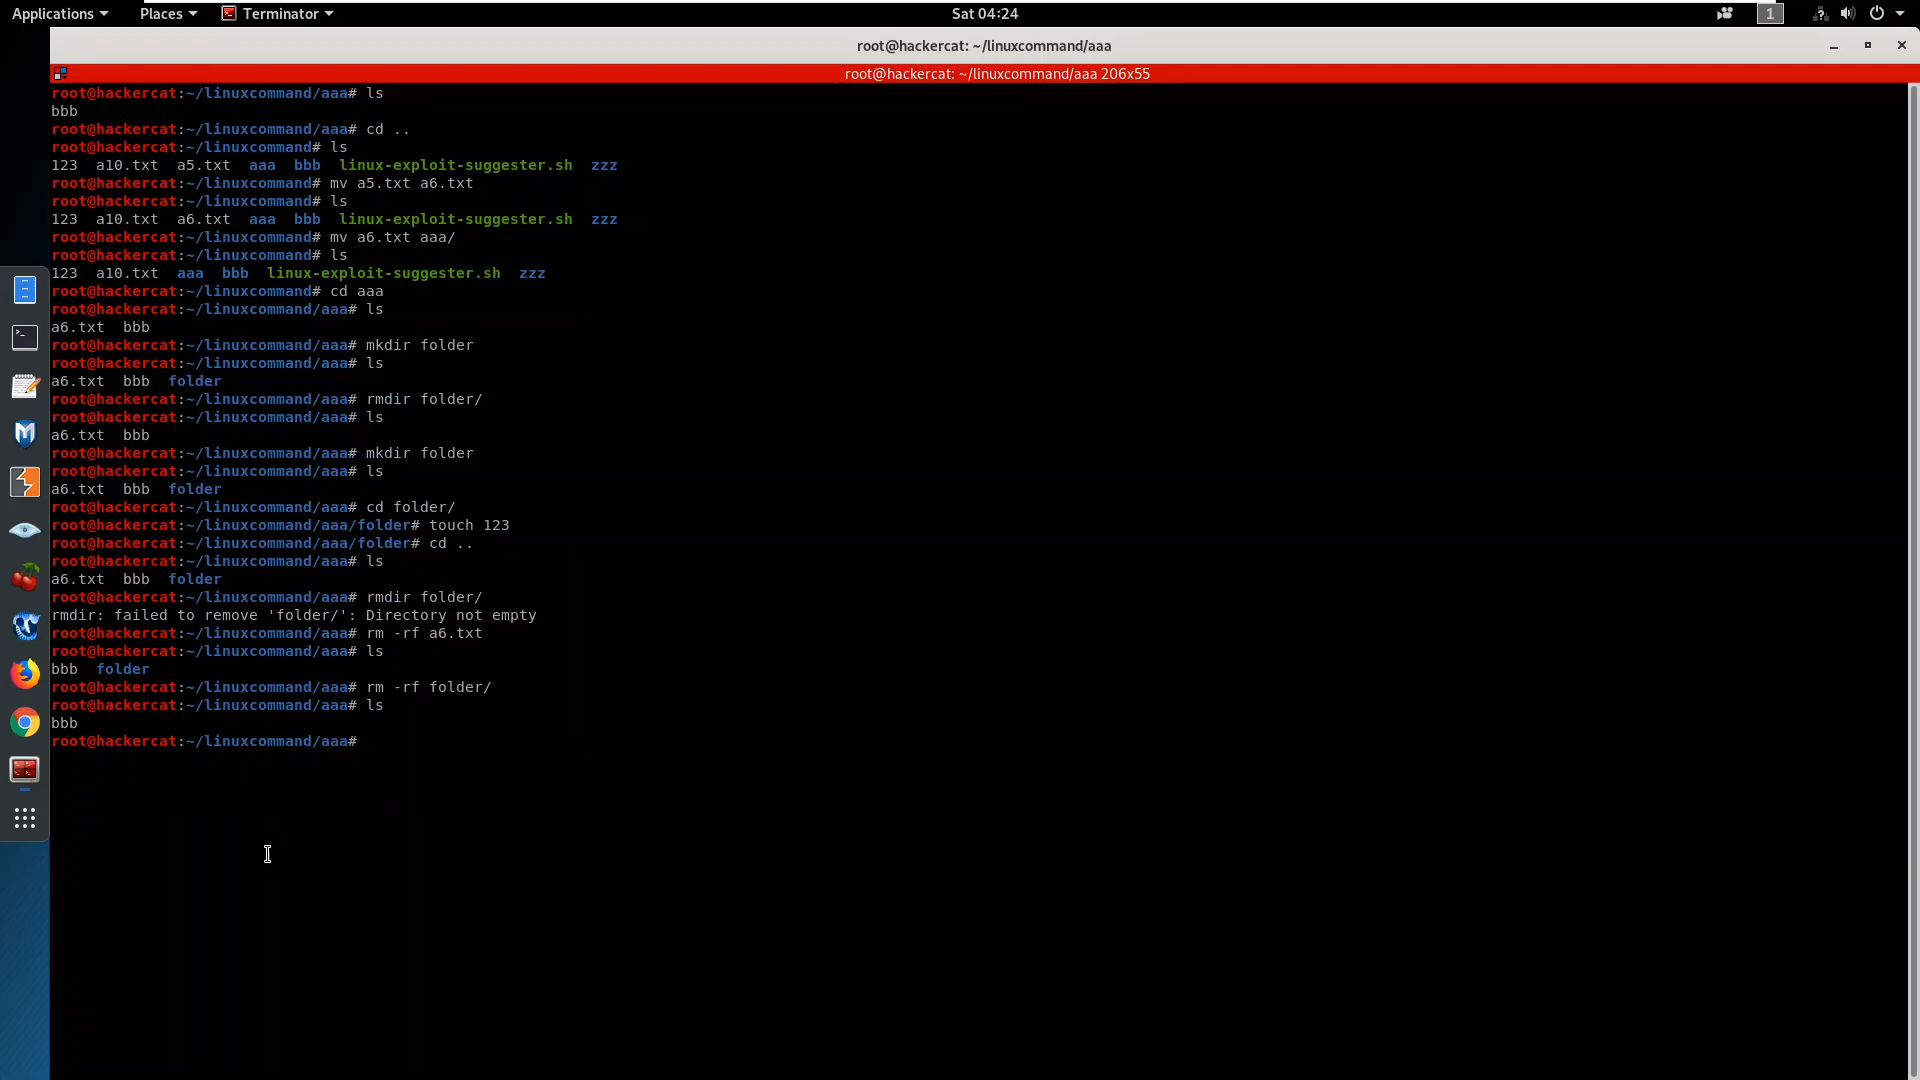 Applications Places Terminator Sat 04:24 1
root@hackercat: ~/linuxcommand/aaa
root@hackercat: ~/linuxcommand/aaa 206x55
root@hackercat:~/linuxcommand/aaa# ls
bbb
root@hackercat:~/linuxcommand/aaa# cd ..
root@hackercat:~/linuxcommand# ls
123  a10.txt  a5.txt  aaa  bbb  linux-exploit-suggester.sh  zzz
root@hackercat:~/linuxcommand# mv a5.txt a6.txt
root@hackercat:~/linuxcommand# ls
123  a10.txt  a6.txt  aaa  bbb  linux-exploit-suggester.sh  zzz
root@hackercat:~/linuxcommand# mv a6.txt aaa/
root@hackercat:~/linuxcommand# ls
123  a10.txt  aaa  bbb  linux-exploit-suggester.sh  zzz
root@hackercat:~/linuxcommand# cd aaa
root@hackercat:~/linuxcommand/aaa# ls
a6.txt  bbb
root@hackercat:~/linuxcommand/aaa# mkdir folder
root@hackercat:~/linuxcommand/aaa# ls
a6.txt  bbb  folder
root@hackercat:~/linuxcommand/aaa# rmdir folder/
root@hackercat:~/linuxcommand/aaa# ls
a6.txt  bbb
root@hackercat:~/linuxcommand/aaa# mkdir folder
root@hackercat:~/linuxcommand/aaa# ls
a6.txt  bbb  folder
root@hackercat:~/linuxcommand/aaa# cd folder/
root@hackercat:~/linuxcommand/aaa/folder# touch 123
root@hackercat:~/linuxcommand/aaa/folder# cd ..
root@hackercat:~/linuxcommand/aaa# ls
a6.txt  bbb  folder
root@hackercat:~/linuxcommand/aaa# rmdir folder/
rmdir: failed to remove 'folder/': Directory not empty
root@hackercat:~/linuxcommand/aaa# rm -rf a6.txt
root@hackercat:~/linuxcommand/aaa# ls
bbb  folder
root@hackercat:~/linuxcommand/aaa# rm -rf folder/
root@hackercat:~/linuxcommand/aaa# ls
bbb
root@hackercat:~/linuxcommand/aaa#